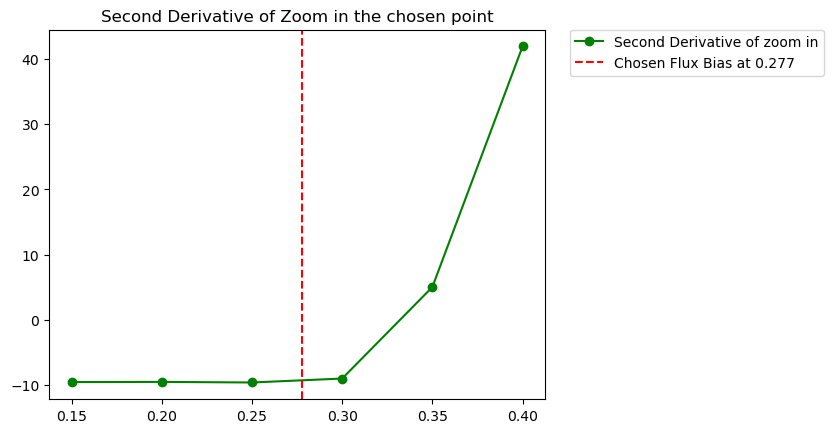 Second Derivative of Zoom in the chosen point
Second Derivative of zoom in
Chosen Flux Bias at 0.277
40
30
20
10
0
−10
0.15 0.20 0.25 0.30 0.35 0.40